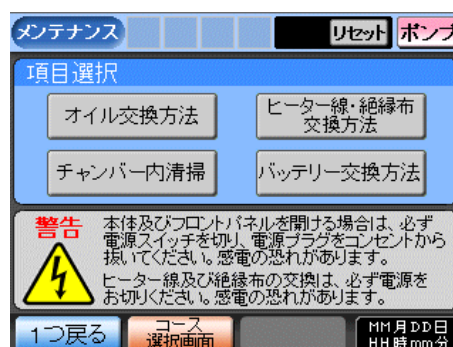 メンテナンス
リセット
ポンプ
項目選択
オイル交換方法
ヒーター線・絶縁布
交換方法
チャンバー内清掃
バッテリー交換方法
警告
本体及びフロントパネルを開ける場合は、必ず
電源スイッチを切り、電源プラグをコンセントから
抜いてください。感電の恐れがあります。
ヒーター線及び絶縁布の交換は、必ず電源を
お切りください。感電の恐れがあります。
1つ戻る
コース
選択画面
MM月DD日
HH時mm分